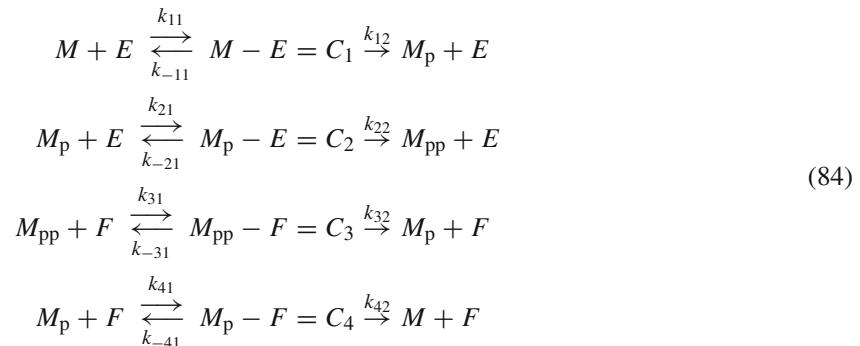 M + E ⇌ M − E = C₁ → Mₚ + E (k₁₁, k₋₁₁, k₁₂)
Mₚ + E ⇌ Mₚ − E = C₂ → Mₚₚ + E (k₂₁, k₋₂₁, k₂₂)
(84)
Mₚₚ + F ⇌ Mₚₚ − F = C₃ → Mₚ + F (k₃₁, k₋₃₁, k₃₂)
Mₚ + F ⇌ Mₚ − F = C₄ → M + F (k₄₁, k₋₄₁, k₄₂)